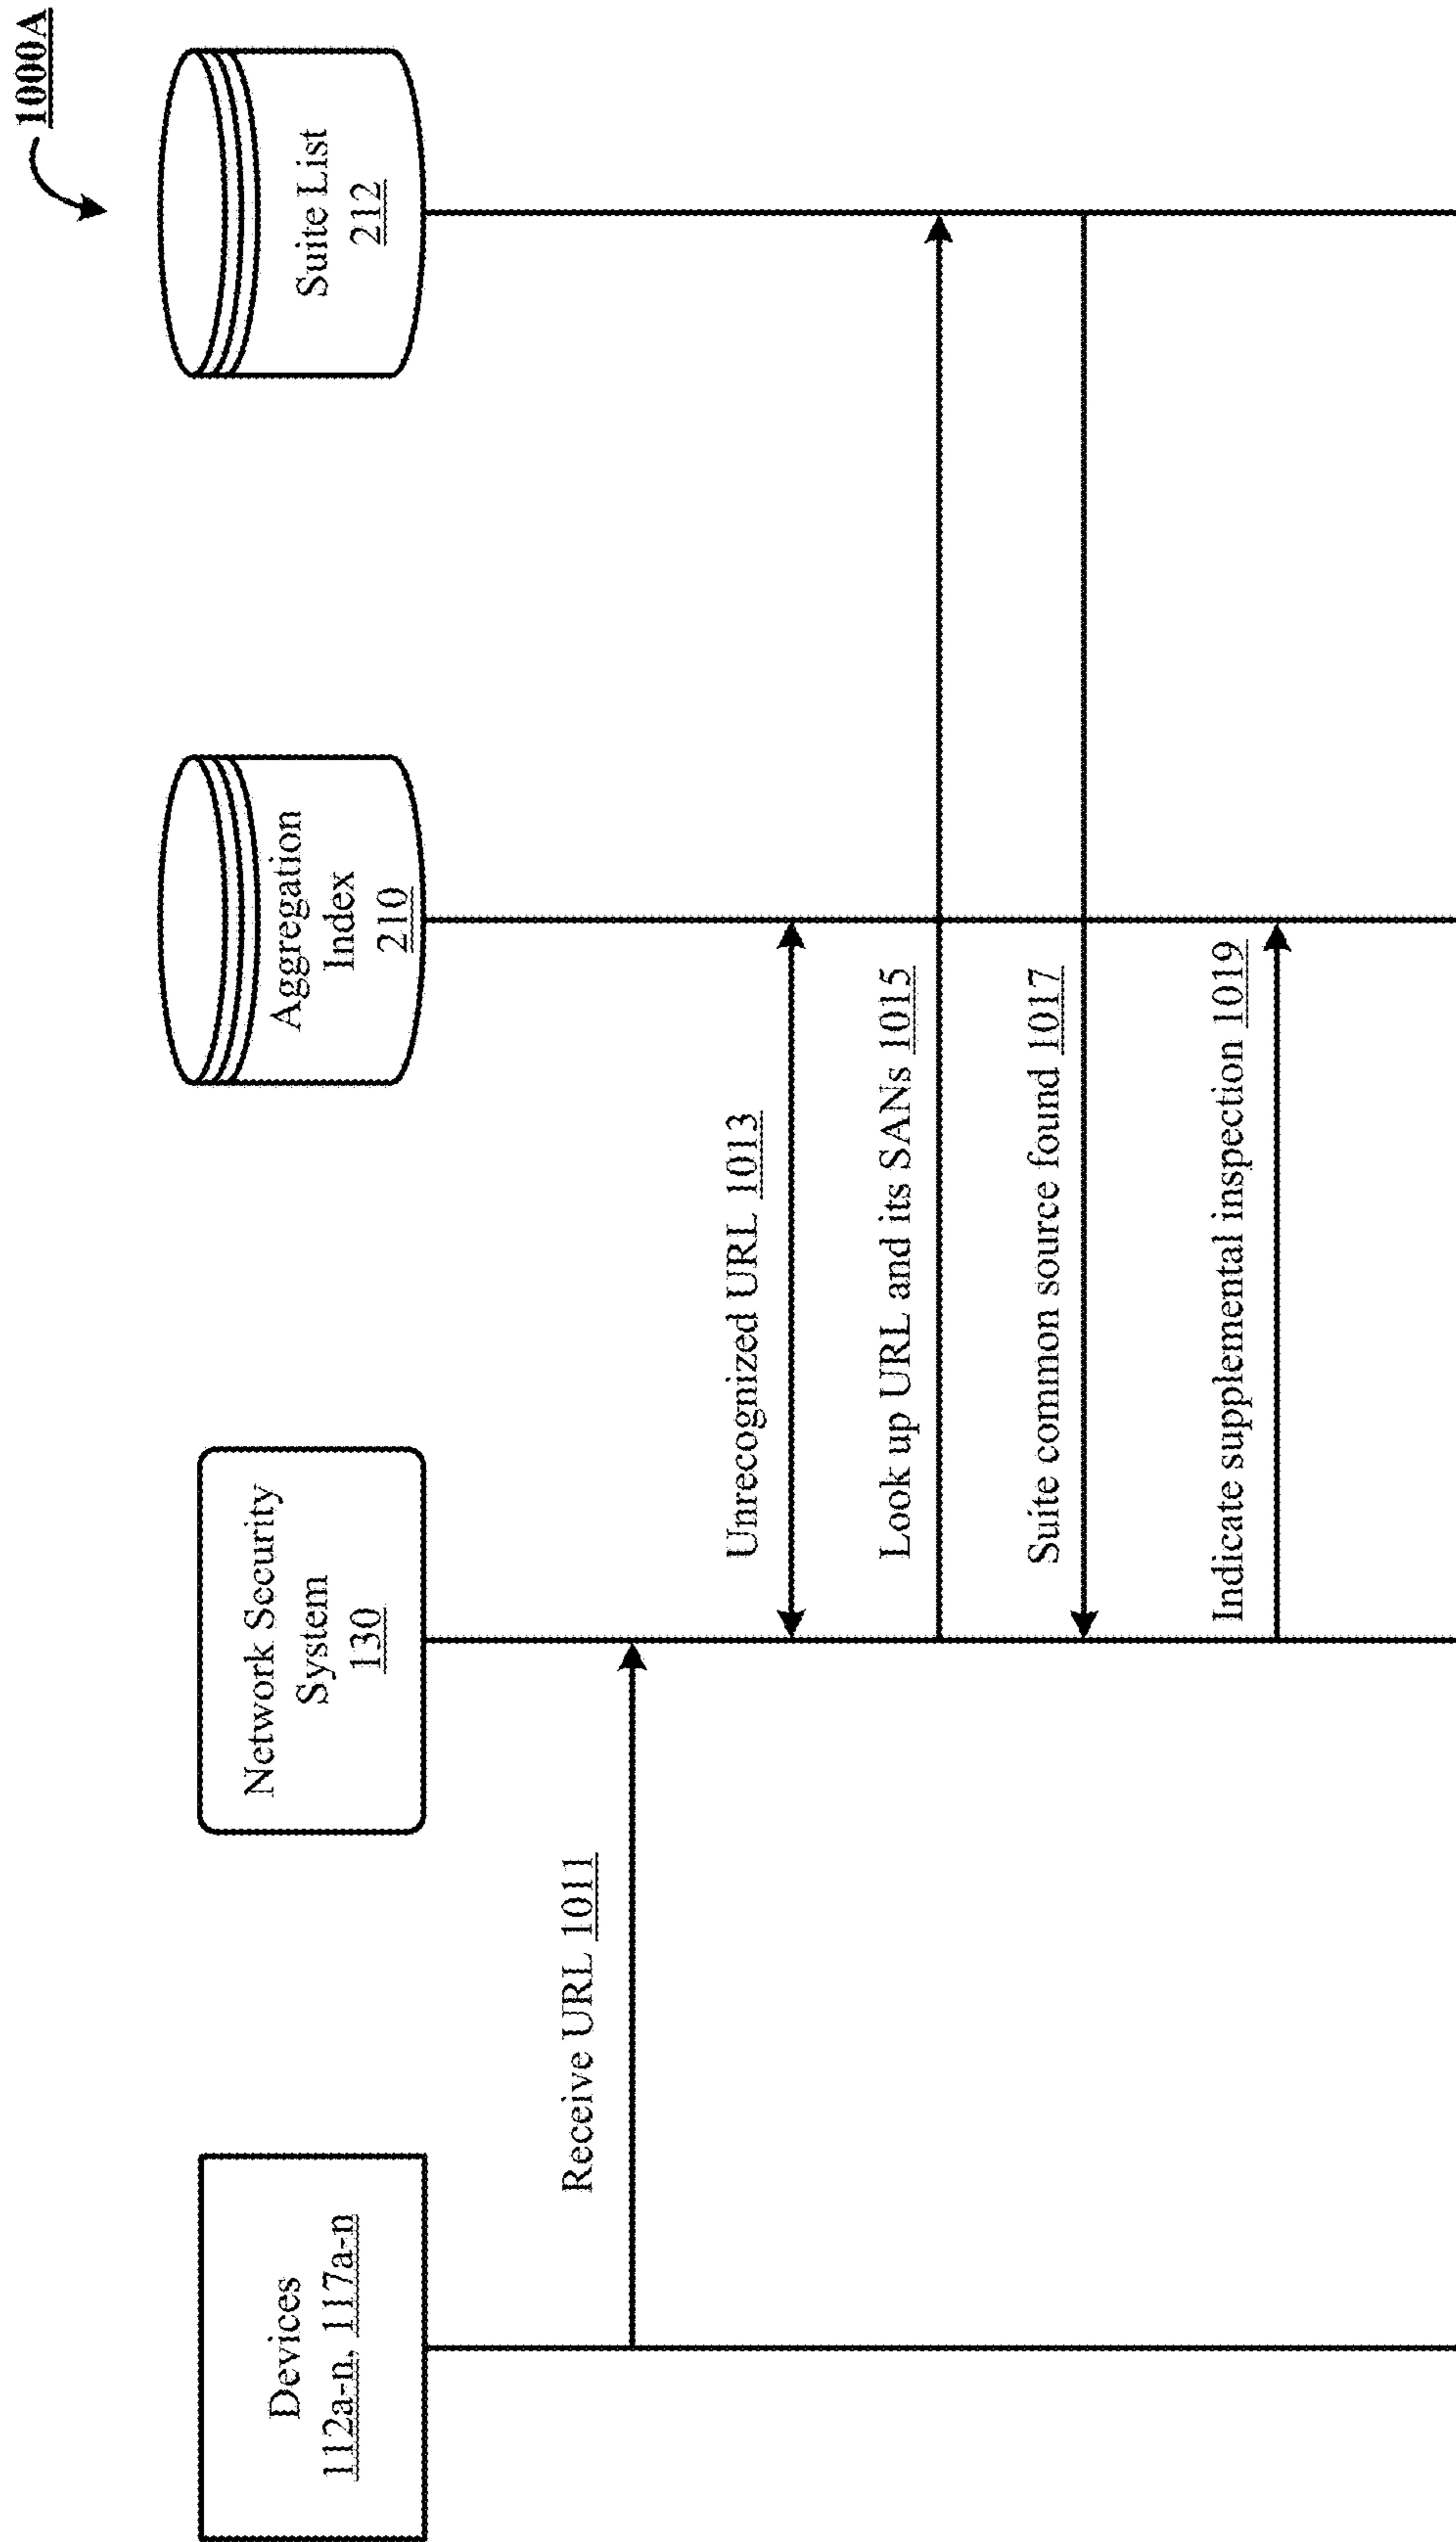 1000A
Devices
112a-n, 117a-n
Network Security
System
130
Aggregation
Index
210
Suite List
212
Receive URL 1011
Unrecognized URL 1013
Look up URL and its SANs 1015
Suite common source found 1017
Indicate supplemental inspection 1019